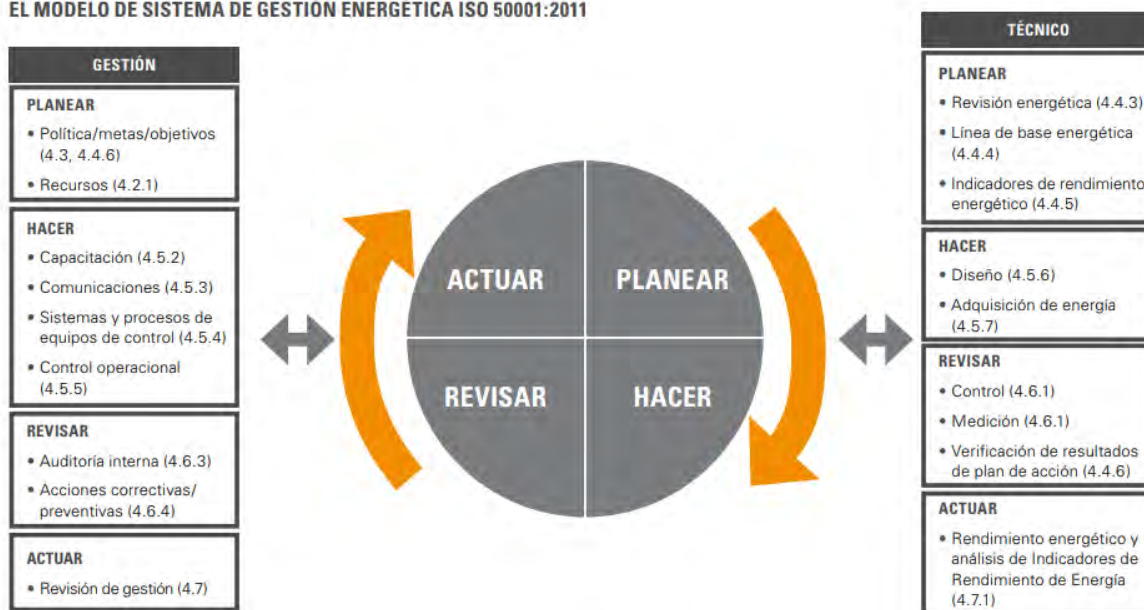 EL MODELO DE SISTEMA DE GESTIÓN ENERGÉTICA ISO 50001:2011
GESTIÓN
PLANEAR
• Política/metas/objetivos
(4.3, 4.4.6)
• Recursos (4.2.1)
HACER
• Capacitación (4.5.2)
• Comunicaciones (4.5.3)
• Sistemas y procesos de
equipos de control (4.5.4)
• Control operacional
(4.5.5)
REVISAR
• Auditoría interna (4.6.3)
• Acciones correctivas/
preventivas (4.6.4)
ACTUAR
• Revisión de gestión (4.7)
ACTUAR
PLANEAR
REVISAR
HACER
TÉCNICO
PLANEAR
• Revisión energética (4.4.3)
• Línea de base energética
(4.4.4)
• Indicadores de rendimiento
energético (4.4.5)
HACER
• Diseño (4.5.6)
• Adquisición de energía
(4.5.7)
REVISAR
• Control (4.6.1)
• Medición (4.6.1)
• Verificación de resultados
de plan de acción (4.4.6)
ACTUAR
• Rendimiento energético y
análisis de Indicadores de
Rendimiento de Energía
(4.7.1)